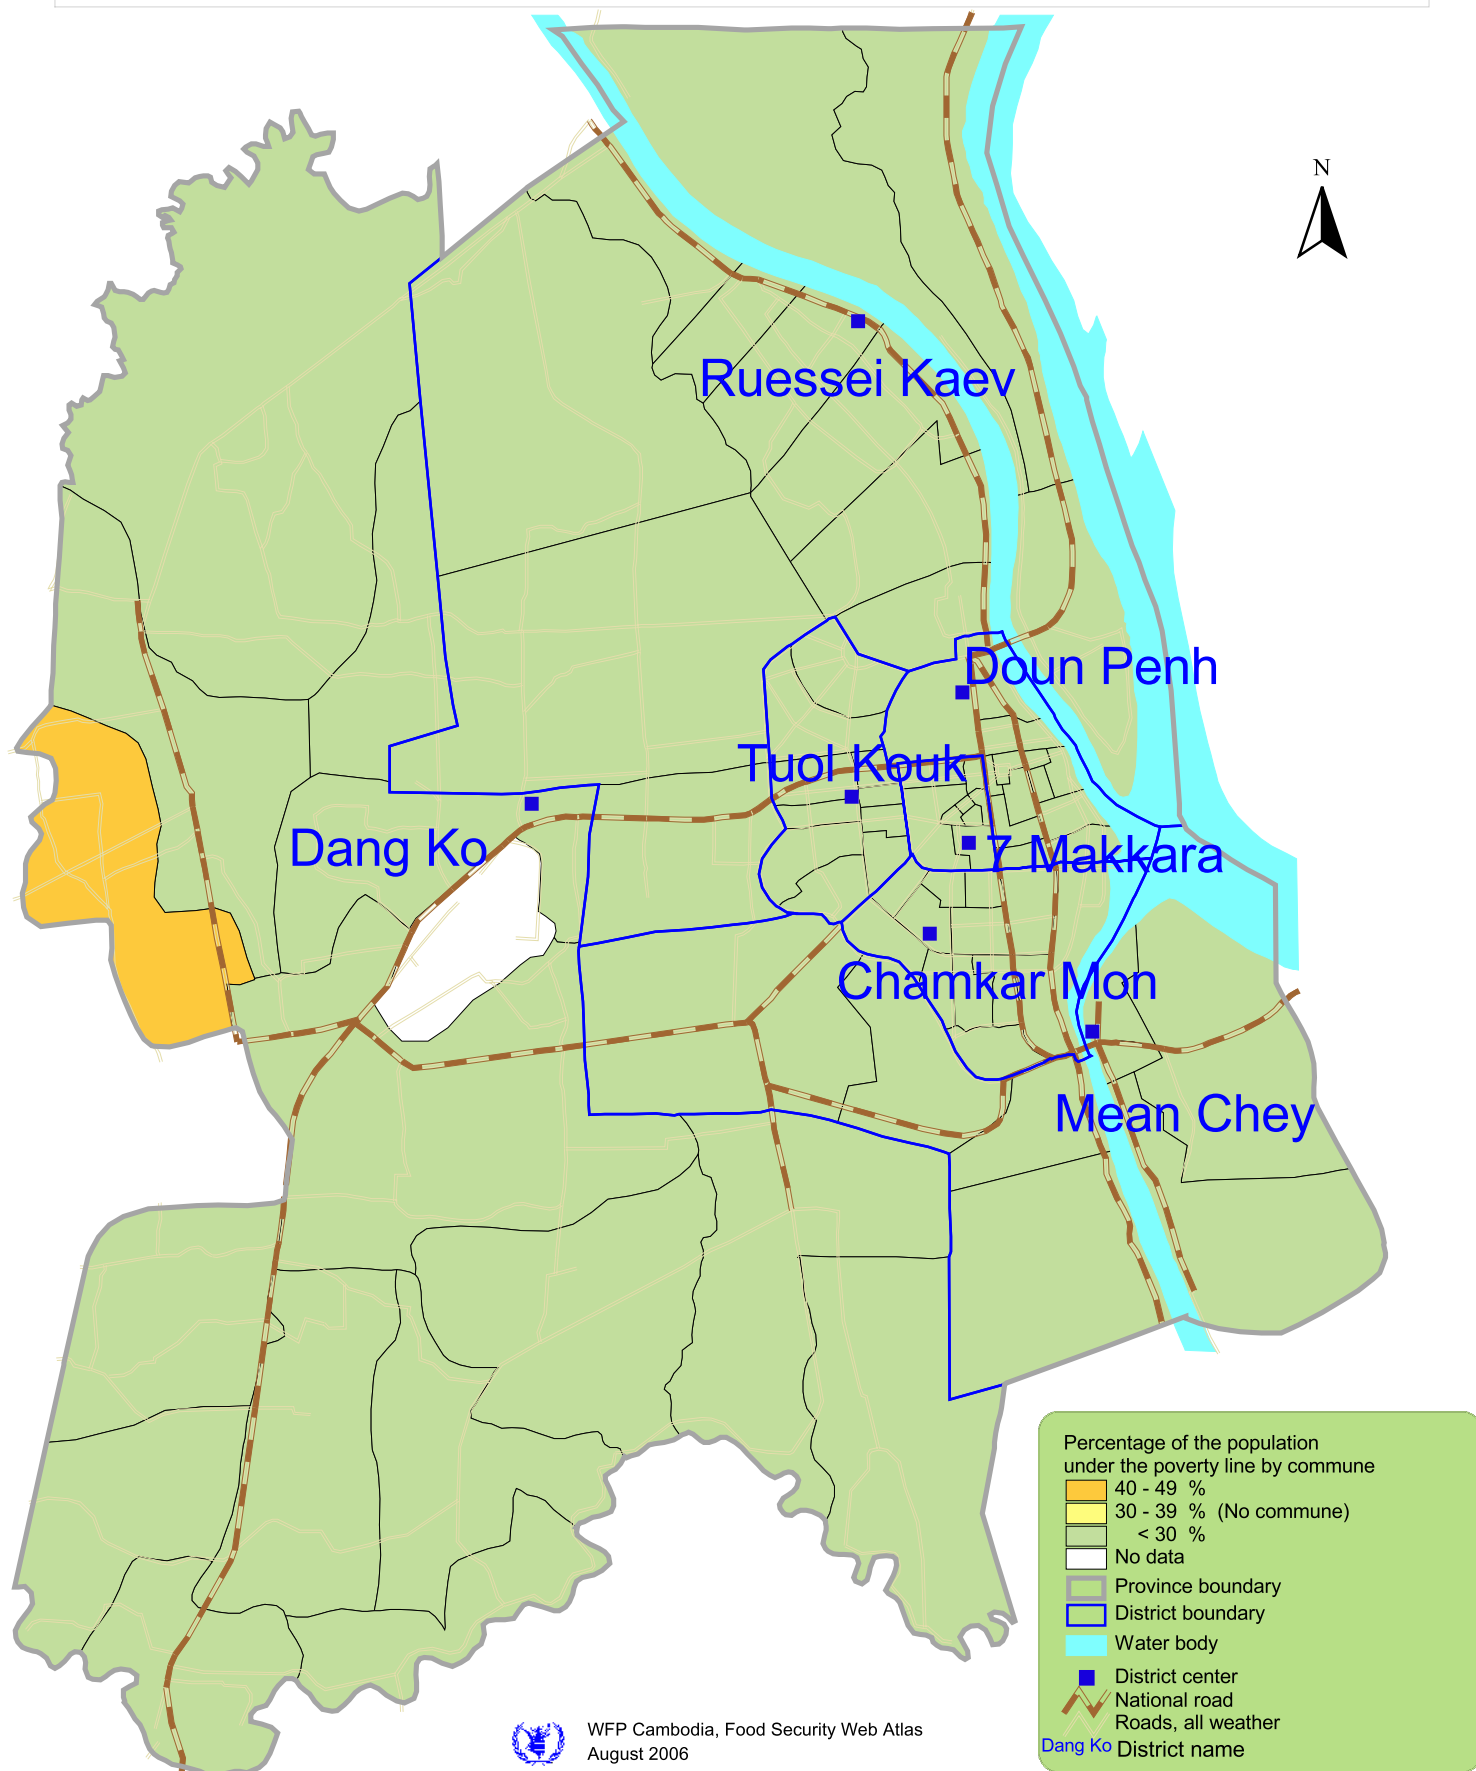 N
Ruessei Kaev
Doun Penh
Tuol Kouk
Dang Ko
7 Makkara
Chamkar Mon
Mean Chey
Percentage of the population
under the poverty line by commune
40 - 49 %
30 - 39 % (No commune)
< 30 %
No data
Province boundary
District boundary
Water body
District center
National road
Roads, all weather
Dang Ko District name
WFP Cambodia, Food Security Web Atlas
August 2006